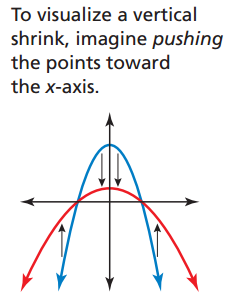 To visualize a vertical
shrink, imagine pushing
the points toward
the x-axis.